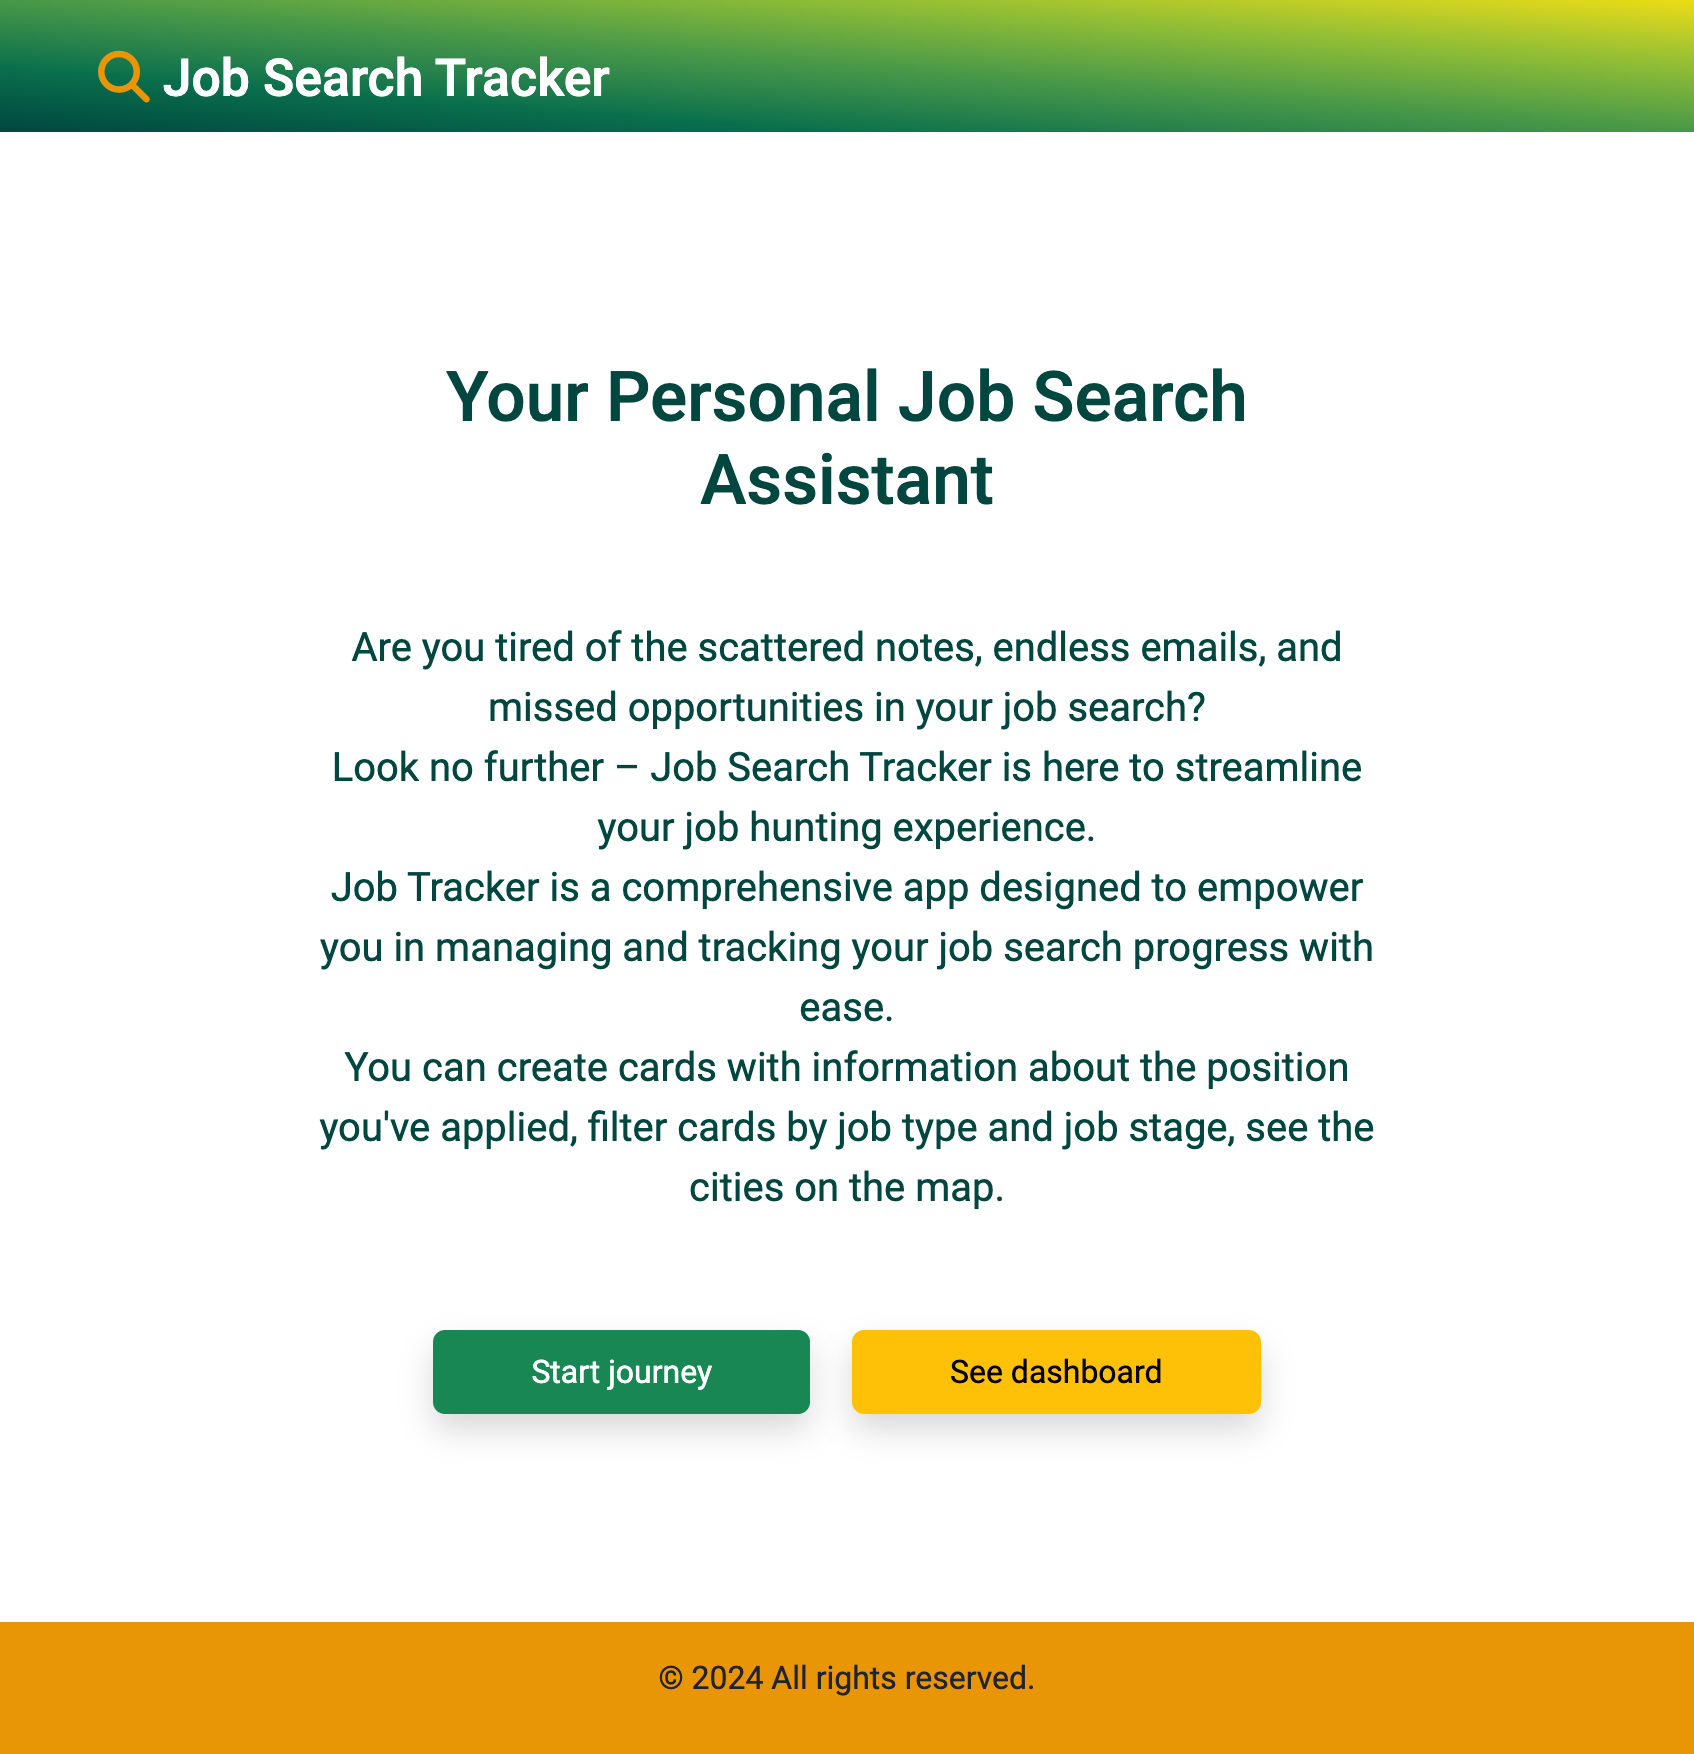 Job Search Tracker
Your Personal Job Search
Assistant
Are you tired of the scattered notes, endless emails, and
missed opportunities in your job search?
Look no further – Job Search Tracker is here to streamline
your job hunting experience.
Job Tracker is a comprehensive app designed to empower
you in managing and tracking your job search progress with
ease.
You can create cards with information about the position
you've applied, filter cards by job type and job stage, see the
cities on the map.
Start journey
See dashboard
© 2024 All rights reserved.